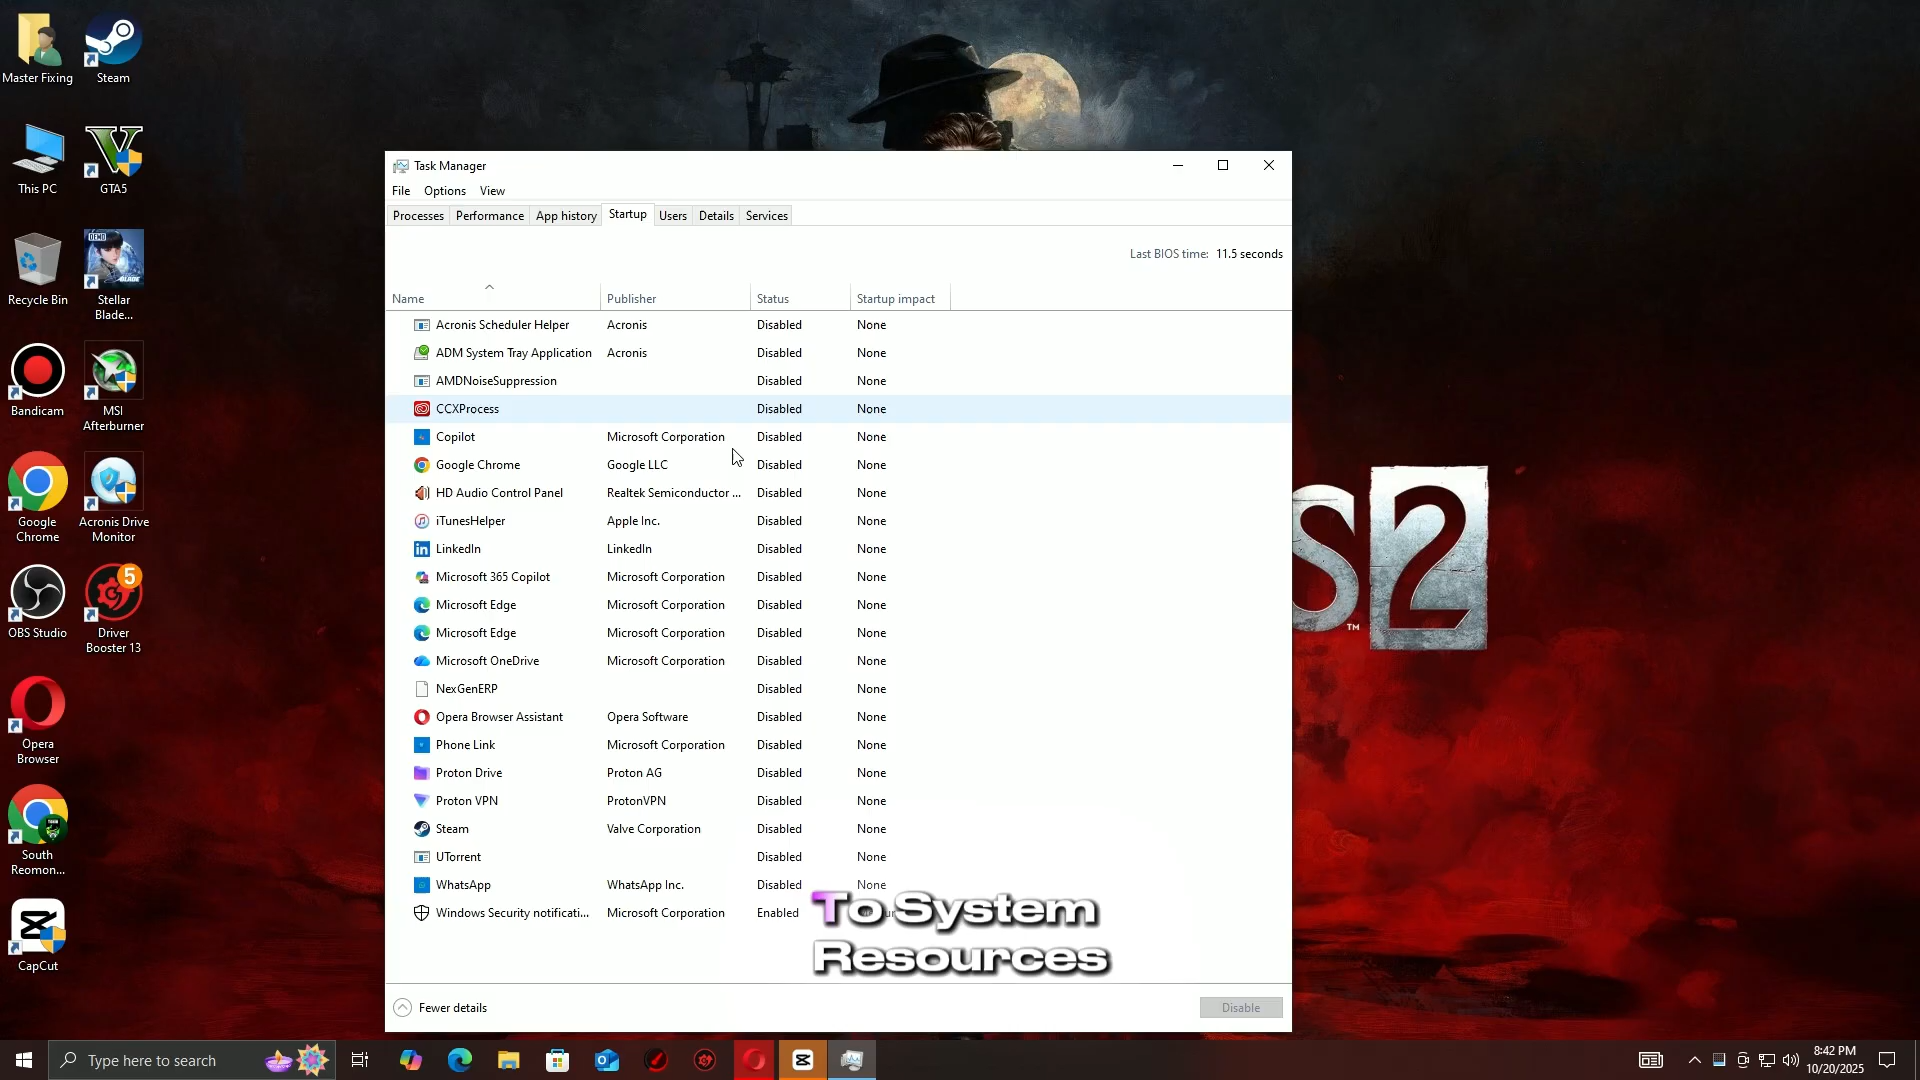 Master Fixing
Steam
This PC
GTA5
Recycle Bin
DEMO
BLADE
Stellar
Blade...
Bandicam
MSI
Afterburner
Google
Chrome
Acronis Drive
Monitor
OBS Studio
5
Driver
Booster 13
Opera
Browser
South
Reomon...
CapCut
Task Manager
File Options View
Processes Performance App history Startup Users Details Services
Last BIOS time: 11.5 seconds
Name Publisher Status Startup impact
Acronis Scheduler Helper Acronis Disabled None
ADM System Tray Application Acronis Disabled None
AMDNoiseSuppression Disabled None
CCXProcess Disabled None
Copilot Microsoft Corporation Disabled None
Google Chrome Google LLC Disabled None
HD Audio Control Panel Realtek Semiconductor ... Disabled None
iTunesHelper Apple Inc. Disabled None
LinkedIn LinkedIn Disabled None
Microsoft 365 Copilot Microsoft Corporation Disabled None
Microsoft Edge Microsoft Corporation Disabled None
Microsoft Edge Microsoft Corporation Disabled None
Microsoft OneDrive Microsoft Corporation Disabled None
NexGenERP Disabled None
Opera Browser Assistant Opera Software Disabled None
Phone Link Microsoft Corporation Disabled None
Proton Drive Proton AG Disabled None
Proton VPN ProtonVPN Disabled None
Steam Valve Corporation Disabled None
UTorrent Disabled None
WhatsApp WhatsApp Inc. Disabled None
Windows Security notificati... Microsoft Corporation Enabled
To System
Resources
Fewer details
Disable
S2
TM
Type here to search
8:42 PM
10/20/2025